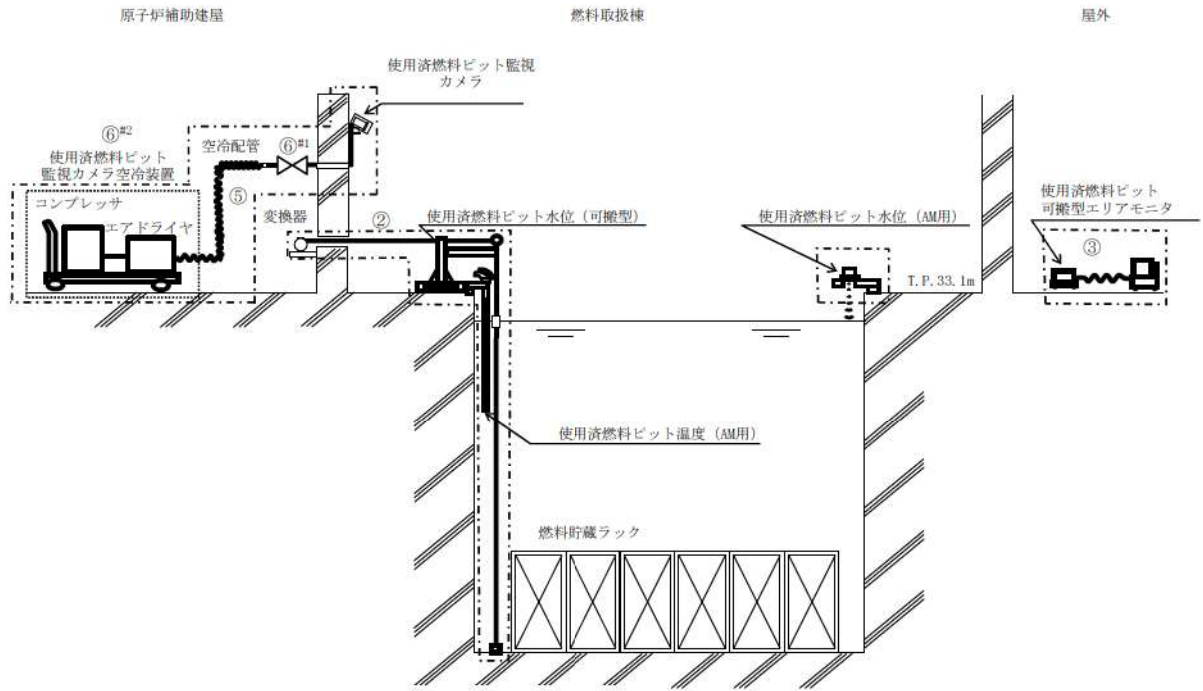 原子炉補助建屋
燃料取扱棟
屋外
使用済燃料ピット監視
カメラ
⑥#2
使用済燃料ピット
監視カメラ空冷装置
空冷配管
⑥#1
コンプレッサ
エアドライヤ
⑤
変換器
②
使用済燃料ピット水位（可搬型）
使用済燃料ピット水位（AM用）
T.P.33.1m
使用済燃料ピット
可搬型エリアモニタ
③
使用済燃料ピット温度（AM用）
燃料貯蔵ラック